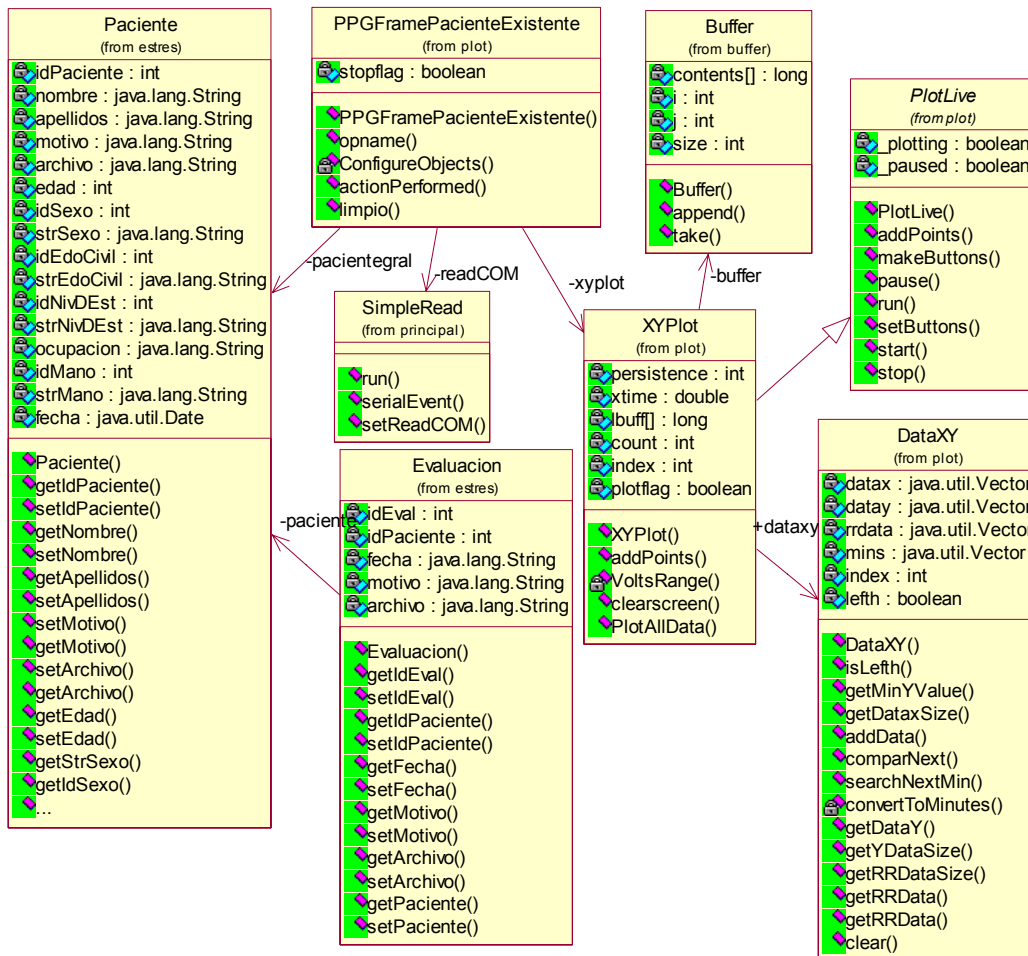 Paciente
(from estres)
idPaciente : int
nombre : java.lang.String
apellidos : java.lang.String
motivo : java.lang.String
archivo : java.lang.String
edad : int
idSexo : int
strSexo : java.lang.String
idEdoCivil : int
strEdoCivil : java.lang.String
idNivDEst : int
strNivDEst : java.lang.String
ocupacion : java.lang.String
idMano : int
strMano : java.lang.String
fecha : java.util.Date
Paciente()
getIdPaciente()
setIdPaciente()
getNombre()
setNombre()
getApellidos()
setApellidos()
setMotivo()
getMotivo()
setArchivo()
getArchivo()
getEdad()
setEdad()
getStrSexo()
getIdSexo()
...
PPGFramePacienteExistente
(from plot)
stopflag : boolean
PPGFramePacienteExistente()
opname()
ConfigureObjects()
actionPerformed()
limpio()
-pacientegral
-readCOM
-xyplot
SimpleRead
(from principal)
run()
serialEvent()
setReadCOM()
-paciente
Evaluacion
(from estres)
idEval : int
idPaciente : int
fecha : java.lang.String
motivo : java.lang.String
archivo : java.lang.String
Evaluacion()
getIdEval()
setIdEval()
getIdPaciente()
setIdPaciente()
getFecha()
setFecha()
getMotivo()
setMotivo()
getArchivo()
setArchivo()
getPaciente()
setPaciente()
Buffer
(from buffer)
contents[] : long
i : int
j : int
size : int
Buffer()
append()
take()
-buffer
XYPlot
(from plot)
persistence : int
xtime : double
lbuff[] : long
count : int
index : int
plotflag : boolean
XYPlot()
addPoints()
VoltsRange()
clearscreen()
PlotAllData()
+dataxy
PlotLive
(from plot)
_plotting : boolean
_paused : boolean
PlotLive()
addPoints()
makeButtons()
pause()
run()
setButtons()
start()
stop()
DataXY
(from plot)
datax : java.util.Vector
datay : java.util.Vector
rrdata : java.util.Vector
mins : java.util.Vector
index : int
lefth : boolean
DataXY()
isLeft()
getMinYValue()
getDataxSize()
addData()
comparNext()
searchNextMin()
convertToMinutes()
getDataY()
getYDataSize()
getRRDataSize()
getRRData()
getRRData()
clear()